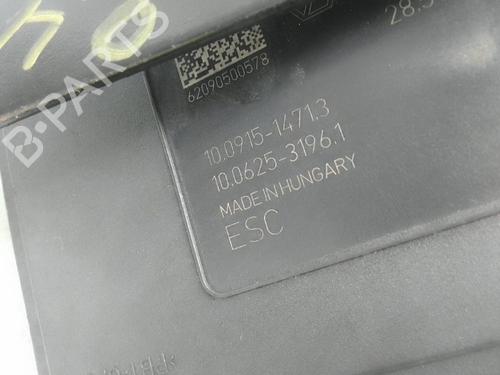 28.5
62090500578
10.0915-1471.3
10.0625-3196.1
MADE IN HUNGARY
ESC
B-PARTS